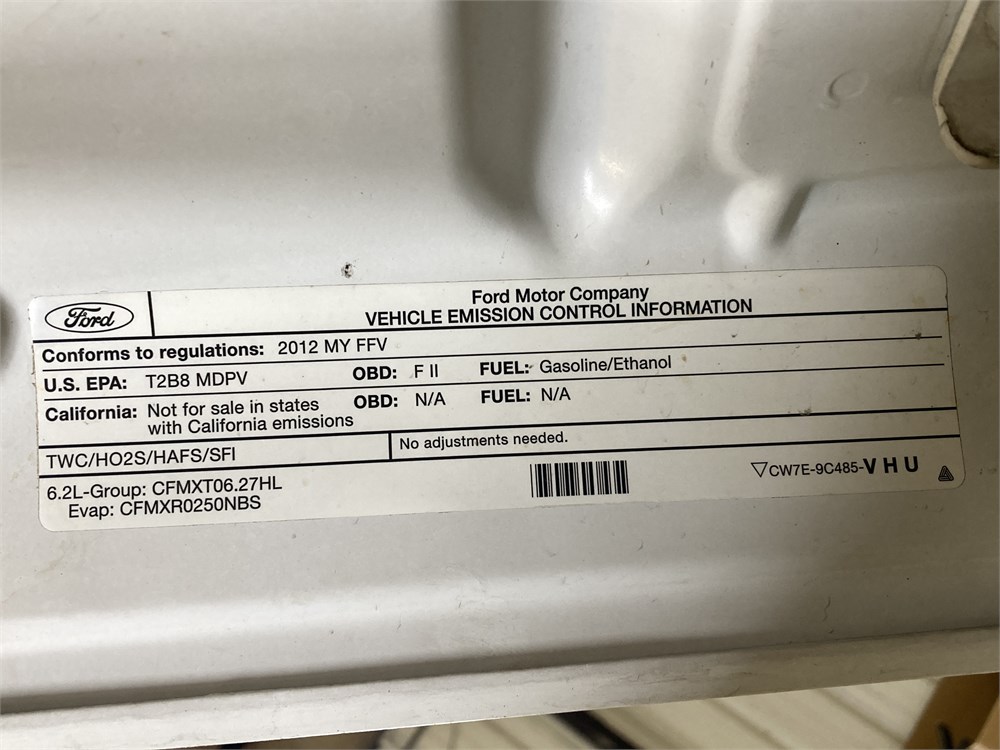 Ford
Ford Motor Company
VEHICLE EMISSION CONTROL INFORMATION
Conforms to regulations: 2012 MY FFV
U.S. EPA: T2B8 MDPV OBD: F II FUEL: Gasoline/Ethanol
California: Not for sale in states OBD: N/A FUEL: N/A
with California emissions
TWC/HO2S/HAFS/SFI No adjustments needed.
6.2L-Group: CFMXT06.27HL
Evap: CFMXR0250NBS
▽CW7E-9C485-VHU